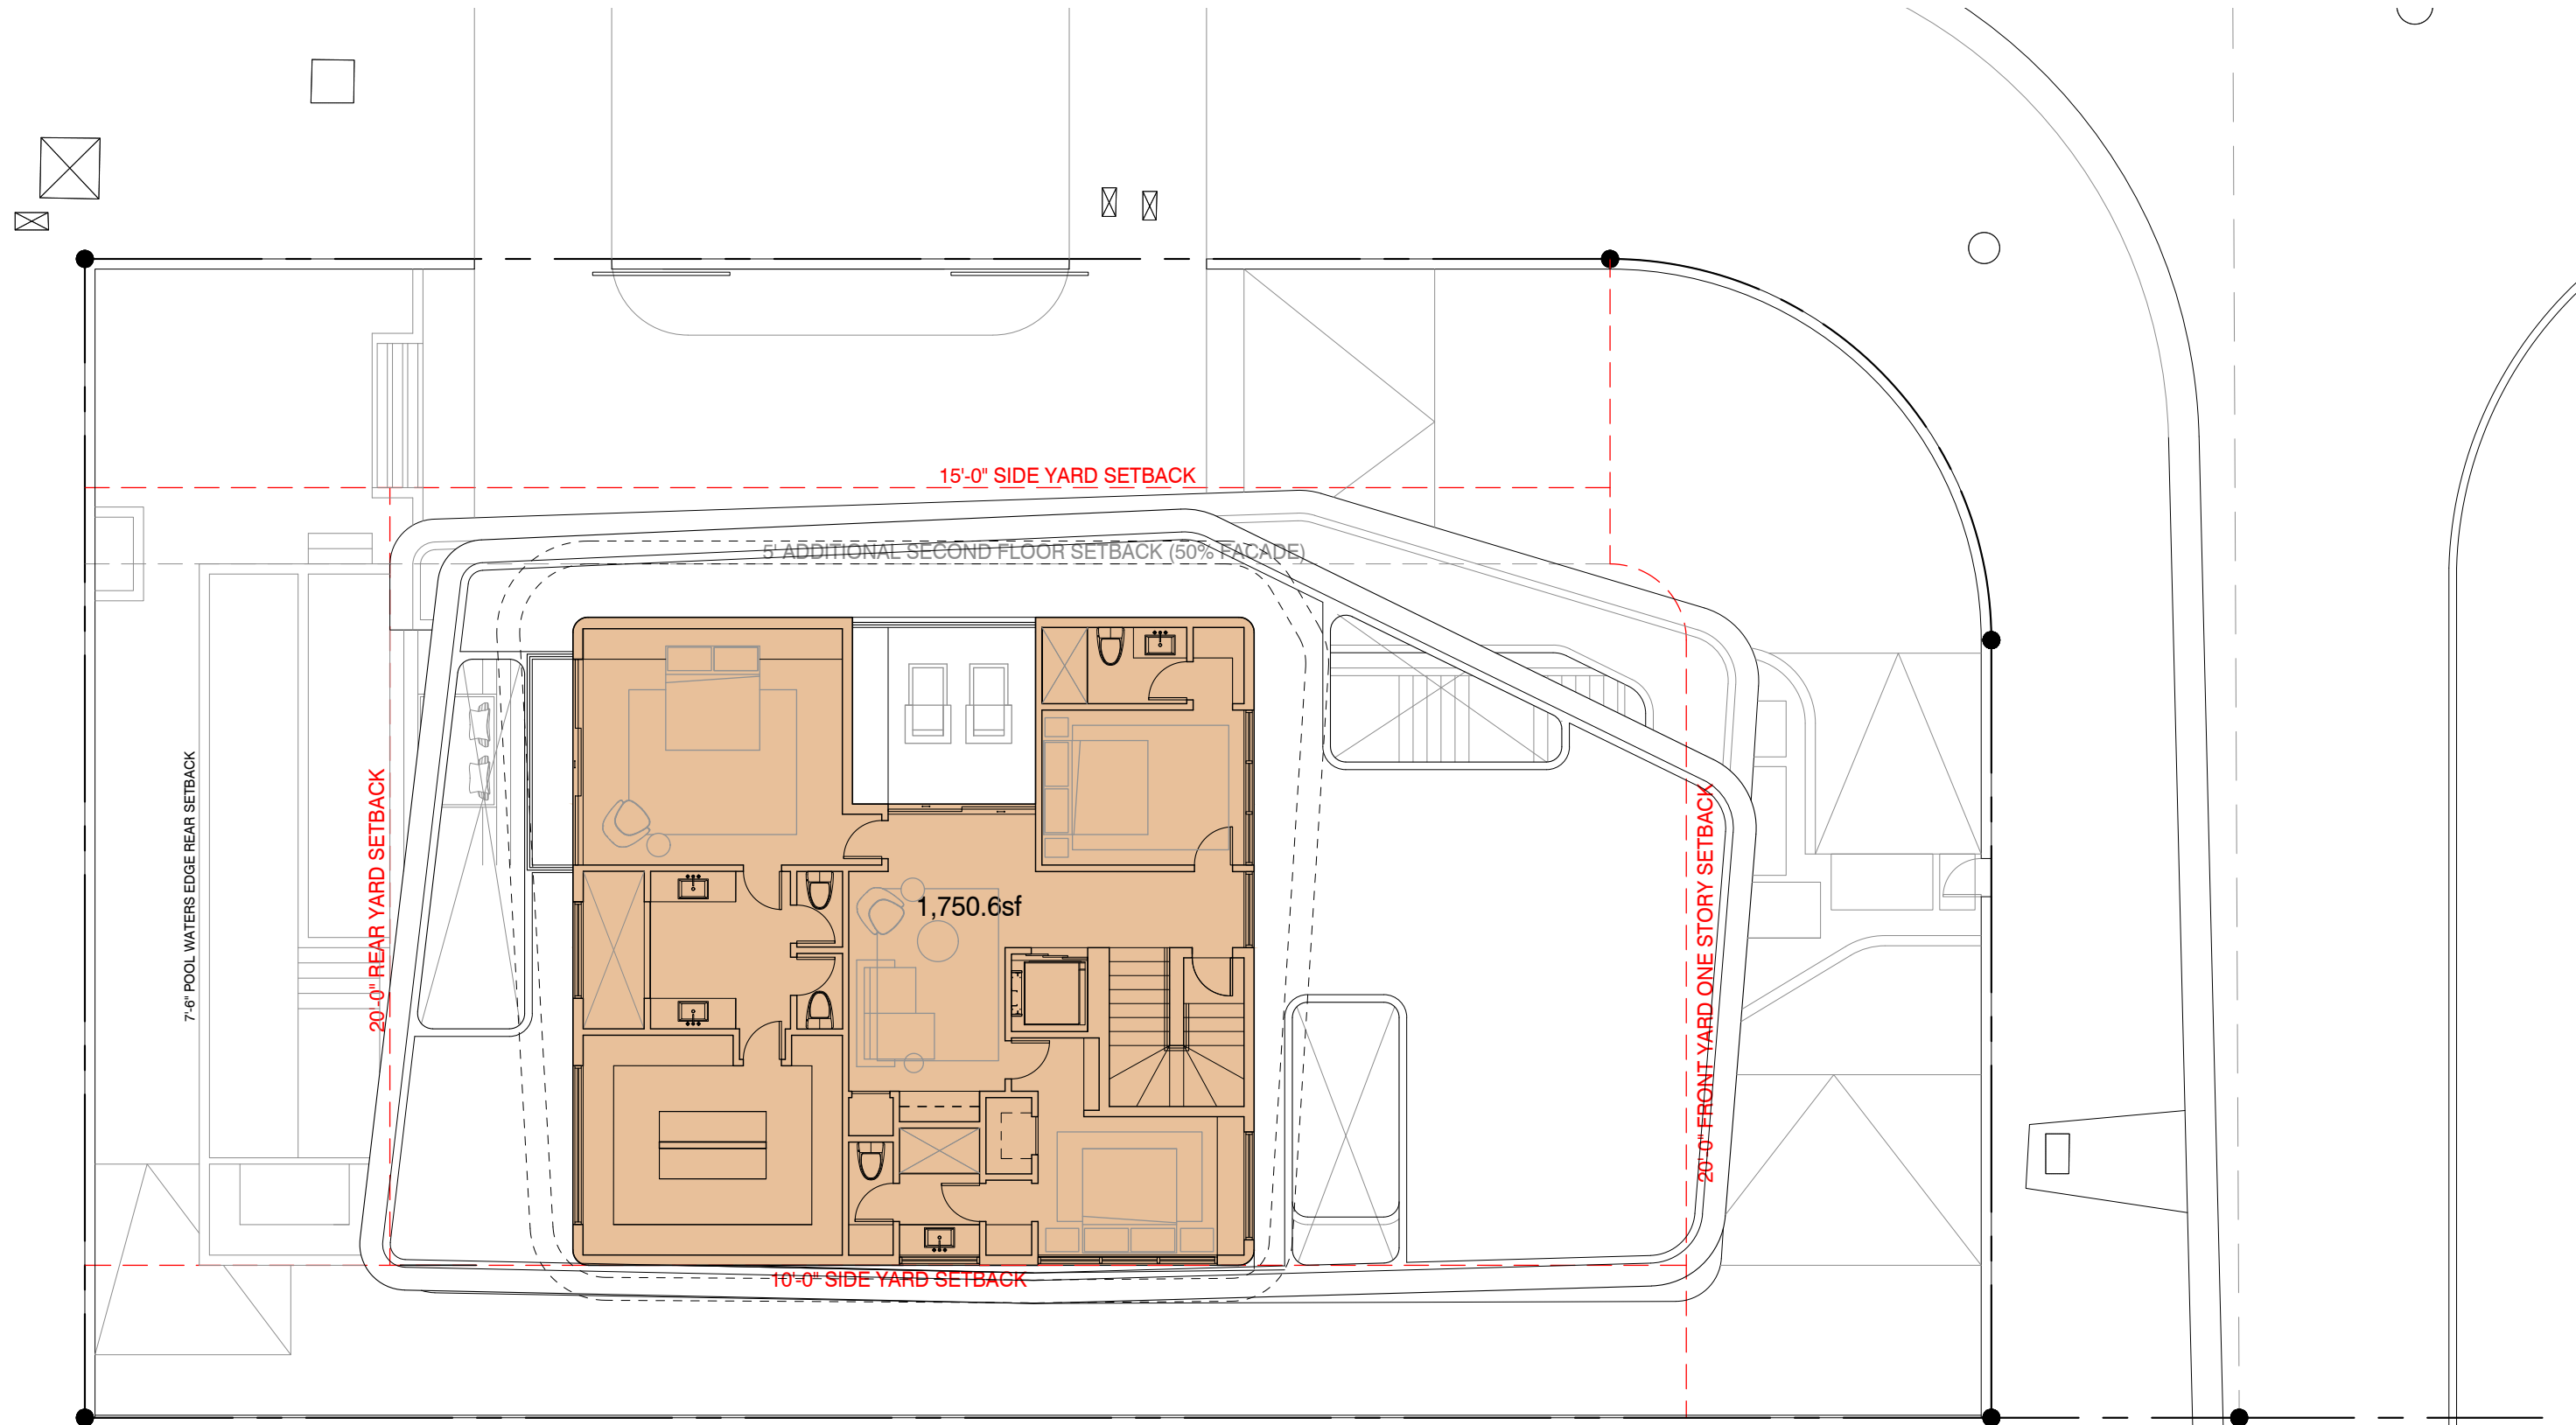 15'-0" SIDE YARD SETBACK
5' ADDITIONAL SECOND FLOOR SETBACK (50% FACADE)
7'-6" POOL WATERS EDGE REAR SETBACK
20'-0" REAR YARD SETBACK
1,750.6sf
20'-0" FRONT YARD ONE STORY SETBACK
10'-0" SIDE YARD SETBACK